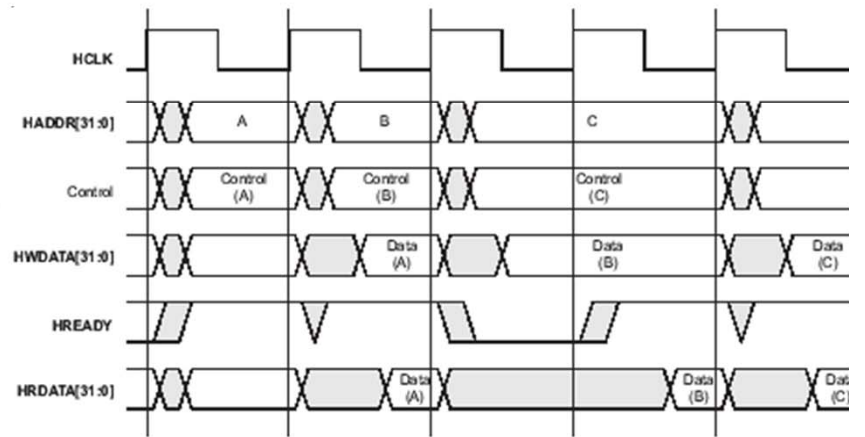 HCLK
HADDR[31:0]
A
B
C
Control
Control
(A)
Control
(B)
Control
(C)
HWDATA[31:0]
Data
(A)
Data
(B)
Data
(C)
HREADY
HRDATA[31:0]
Data
(A)
Data
(B)
Data
(C)